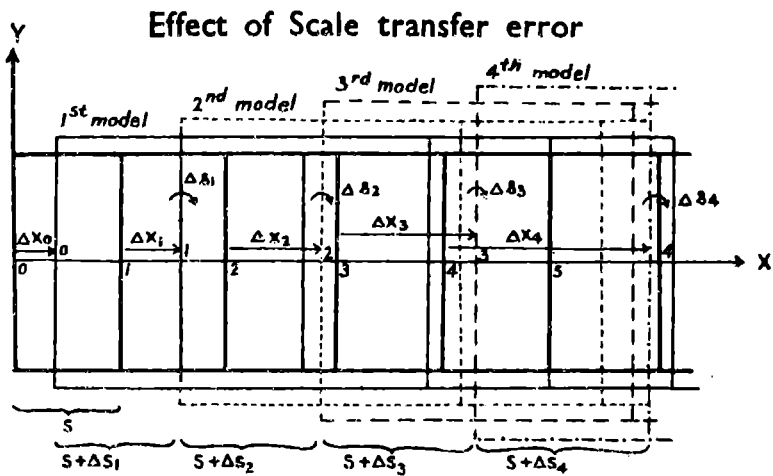 Effect of Scale transfer error
Y
1st model
2nd model
3rd model
4th model
Δs1
Δs2
Δs3
Δs4
ΔX0
ΔX1
ΔX2
ΔX3
ΔX4
0 1 2 3 4
0 1 2 3 4 5
X
S
S+ΔS1
S+ΔS2
S+ΔS3
S+ΔS4